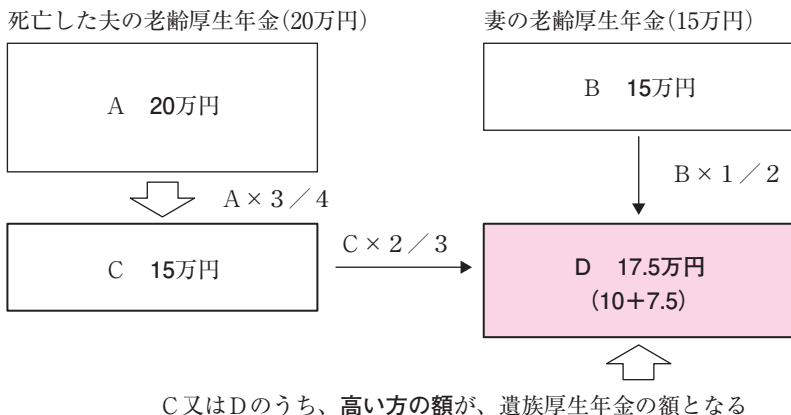 死亡した夫の老齢厚生年金(20万円)
妻の老齢厚生年金(15万円)
A 20万円
B 15万円
A×3／4
B×1／2
C 15万円
C×2／3
D 17.5万円
(10+7.5)
C又はDのうち、高い方の額が、遺族厚生年金の額となる